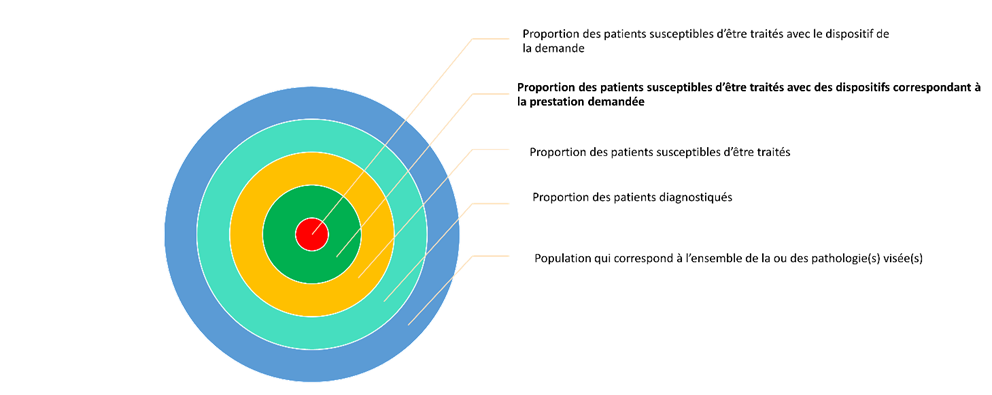 Proportion des patients susceptibles d'être traités avec le dispositif de
la demande
Proportion des patients susceptibles d'être traités avec des dispositifs correspondant à
la prestation demandée
Proportion des patients susceptibles d'être traités
Proportion des patients diagnostiqués
Population qui correspond à l'ensemble de la ou des pathologie(s) visée(s)